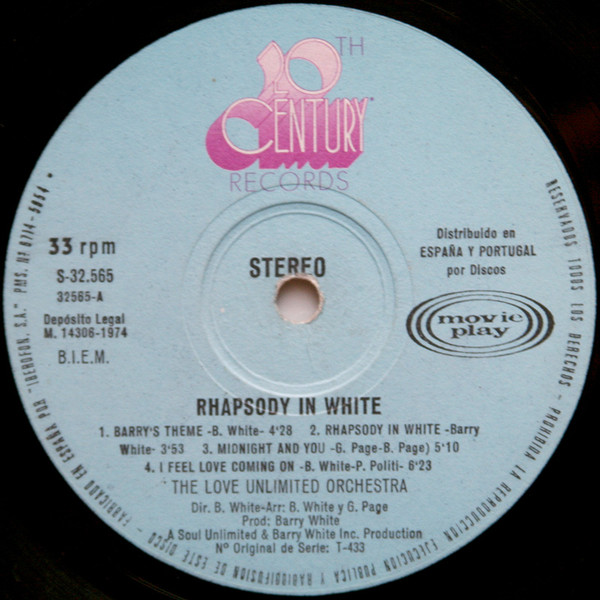 20TH
CENTURY
RECORDS
33 rpm
S-32.565
32565-A
Depósito Legal
M. 14306-1974
B.I.E.M.
STEREO
Distribuido en
ESPAÑA Y PORTUGAL
por Discos
movie
play
RHAPSODY IN WHITE
1. BARRY'S THEME -B. White- 4'28 2. RHAPSODY IN WHITE -Barry
White- 3'53 3. MIDNIGHT AND YOU -G. Page-B. Page) 5'10
4. I FEEL LOVE COMING ON -B. White-P. Politi- 6'23
THE LOVE UNLIMITED ORCHESTRA
Dir. B. White-Arr: B. White y G. Page
Prod: Barry White
A Soul Unlimited & Barry White Inc. Production
Nº Original de Serie: T-433
RESERVADOS TODOS LOS DERECHOS - PROHIBIDA LA REPRODUCCION, EJECUCION PUBLICA Y RADIODIFUSION DE ESTE DISCO - FABRICADO EN ESPAÑA POR "IBEROFON, S.A." PMS. Nº 6114-5954 •